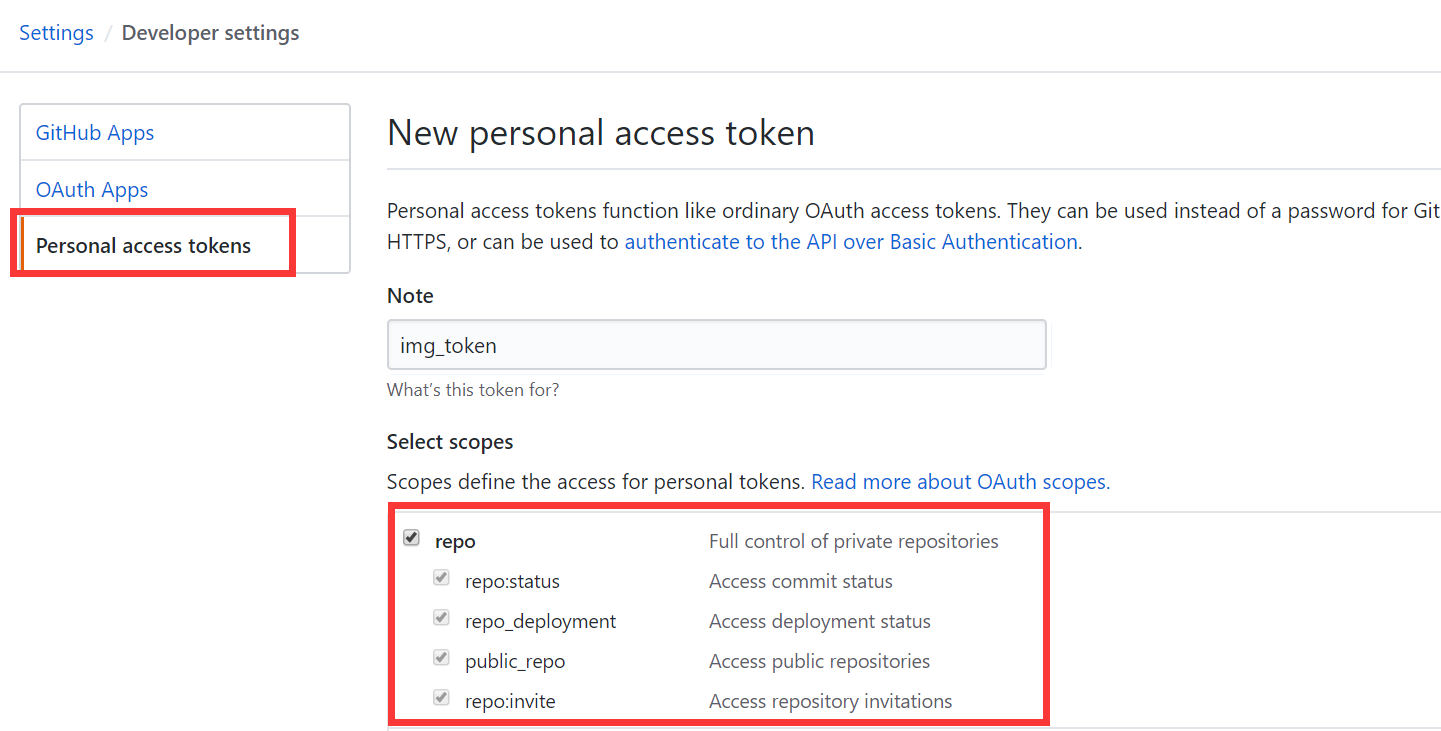 Settings / Developer settings
GitHub Apps
OAuth Apps
Personal access tokens
New personal access token
Personal access tokens function like ordinary OAuth access tokens. They can be used instead of a password for Git
HTTPS, or can be used to authenticate to the API over Basic Authentication.
Note
img_token
What's this token for?
Select scopes
Scopes define the access for personal tokens. Read more about OAuth scopes.
repo Full control of private repositories
repo:status Access commit status
repo_deployment Access deployment status
public_repo Access public repositories
repo:invite Access repository invitations